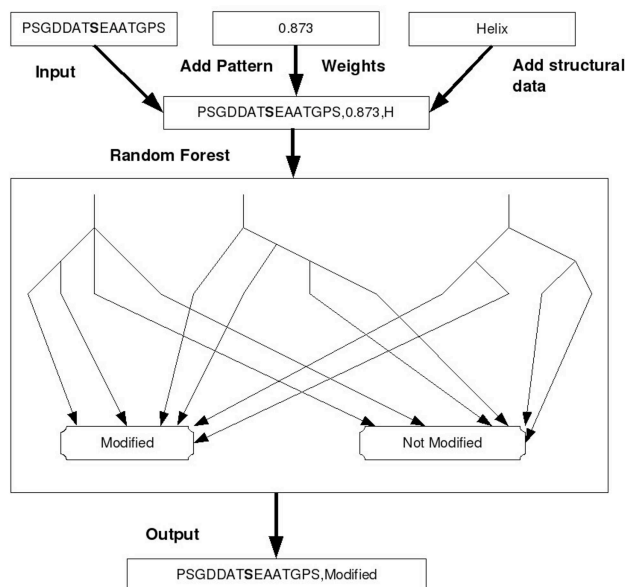 PSGDDATSEAATGPS
0.873
Helix
Input
Add Pattern
Weights
Add structural
data
PSGDDATSEAATGPS,0.873,H
Random Forest
Modified
Not Modified
Output
PSGDDATSEAATGPS,Modified